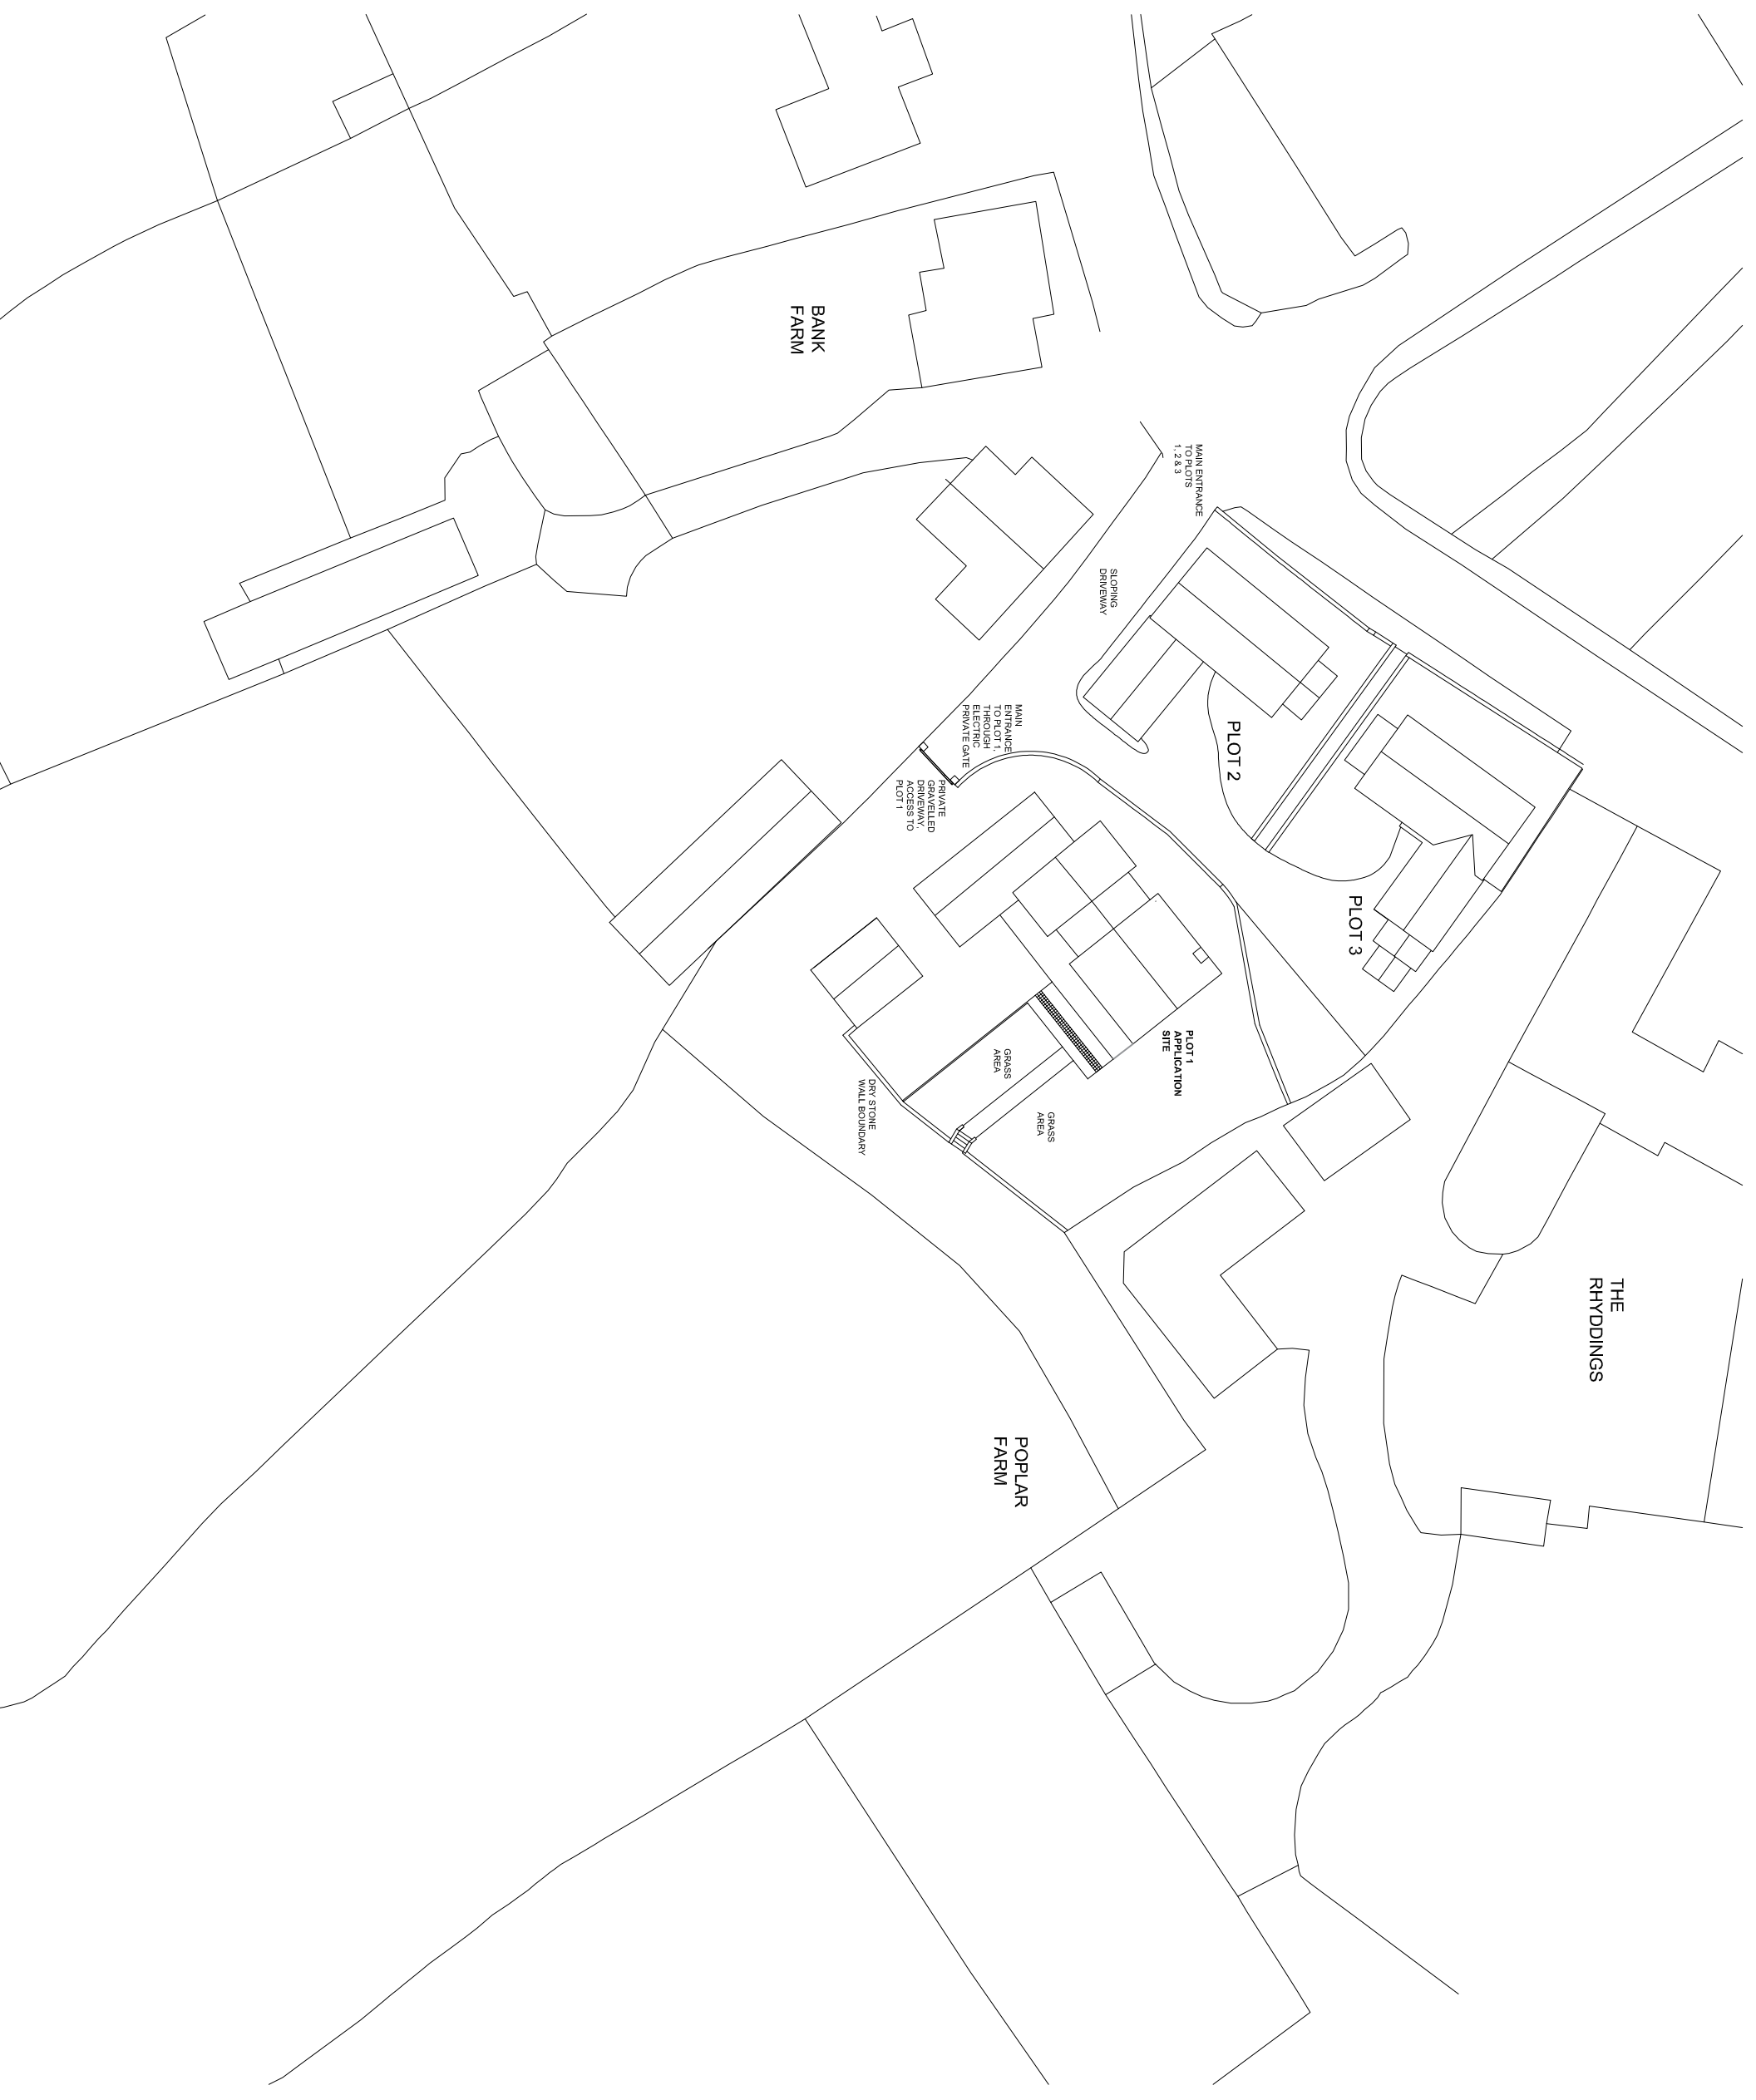 BANK
FARM
MAIN ENTRANCE
TO PLOTS
1, 2 & 3
SLOPING
DRIVEWAY
MAIN
ENTRANCE
TO PLOT 1,
THROUGH
ELECTRIC
PRIVATE GATE
PRIVATE
GRAVELLED
DRIVEWAY,
ACCESS TO
PLOT 1
PLOT 2
PLOT 3
PLOT 1
APPLICATION
SITE
GRASS
AREA
GRASS
AREA
DRY STONE
WALL BOUNDARY
THE
RHYDDINGS
POPLAR
FARM